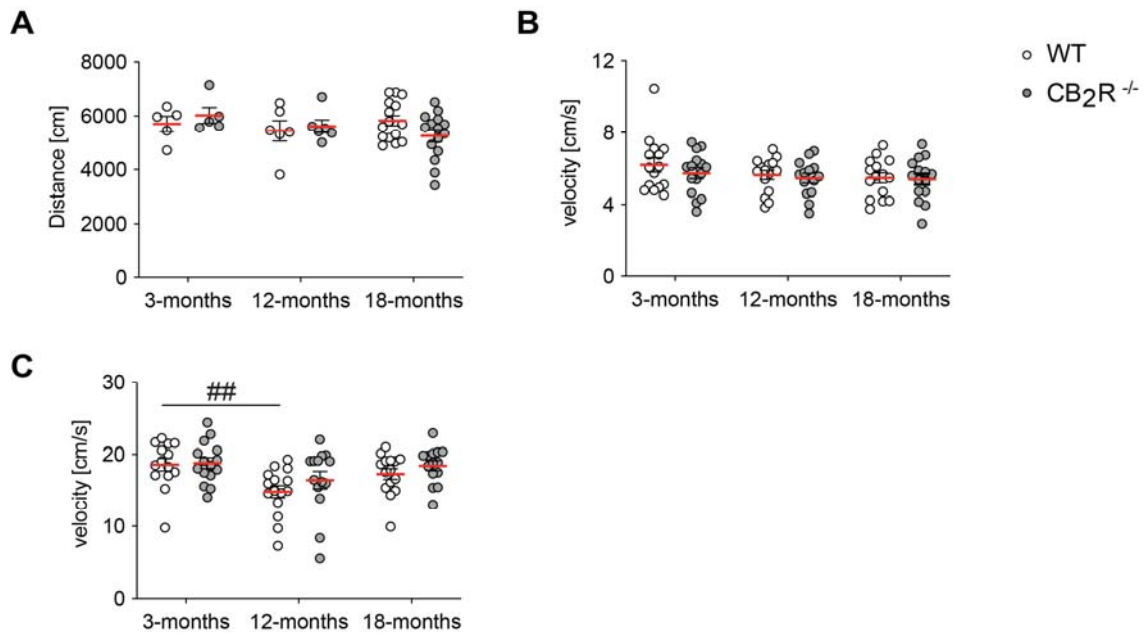 A
Distance [cm]
8000
6000
4000
2000
0
3-months 12-months 18-months
B
velocity [cm/s]
12
8
4
0
3-months 12-months 18-months
WT
CB2R -/-
C
velocity [cm/s]
30
20
10
0
##
3-months 12-months 18-months